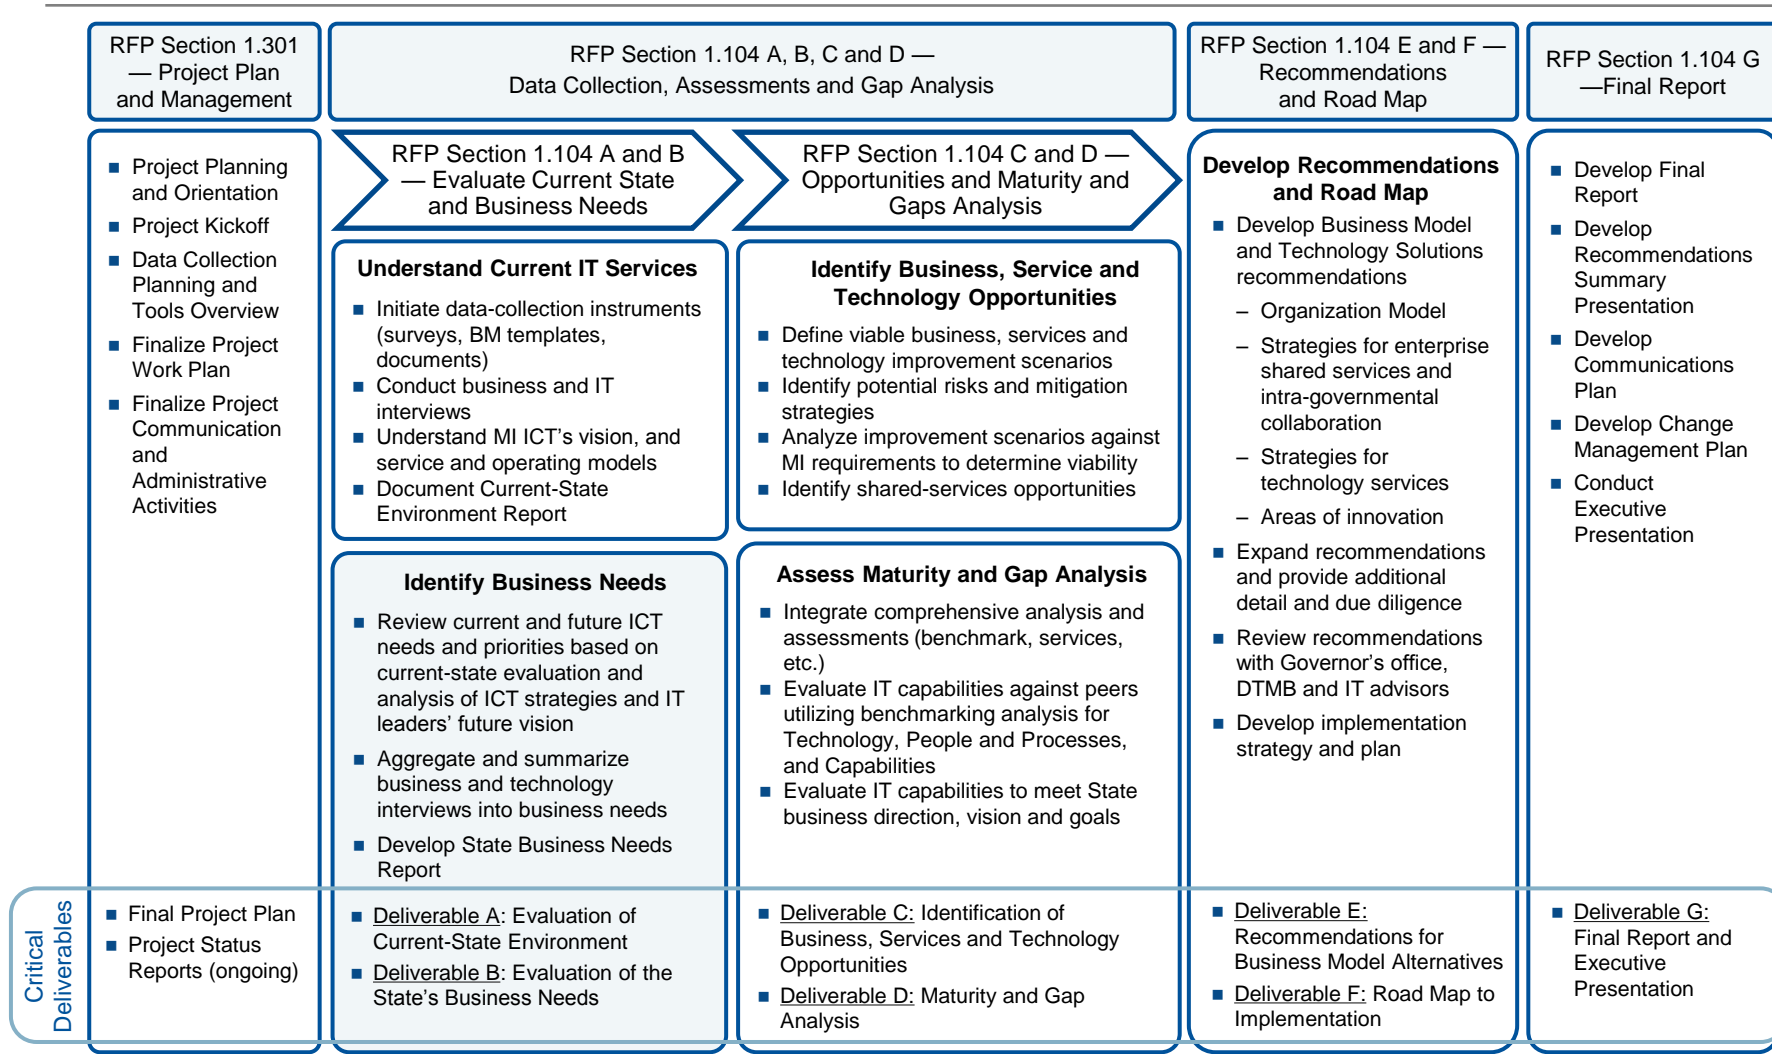 RFP Section 1.301
— Project Plan
and Management
RFP Section 1.104 A, B, C and D —
Data Collection, Assessments and Gap Analysis
RFP Section 1.104 E and F —
Recommendations
and Road Map
RFP Section 1.104 G
—Final Report
Project Planning
and Orientation
Project Kickoff
Data Collection
Planning and
Tools Overview
Finalize Project
Work Plan
Finalize Project
Communication
and
Administrative
Activities
RFP Section 1.104 A and B
— Evaluate Current State
and Business Needs
Understand Current IT Services
Initiate data-collection instruments
(surveys, BM templates,
documents)
Conduct business and IT
interviews
Understand MI ICT’s vision, and
service and operating models
Document Current-State
Environment Report
Identify Business Needs
Review current and future ICT
needs and priorities based on
current-state evaluation and
analysis of ICT strategies and IT
leaders’ future vision
Aggregate and summarize
business and technology
interviews into business needs
Develop State Business Needs
Report
RFP Section 1.104 C and D —
Opportunities and Maturity and
Gaps Analysis
Identify Business, Service and
Technology Opportunities
Define viable business, services and
technology improvement scenarios
Identify potential risks and mitigation
strategies
Analyze improvement scenarios against
MI requirements to determine viability
Identify shared-services opportunities
Assess Maturity and Gap Analysis
Integrate comprehensive analysis and
assessments (benchmark, services,
etc.)
Evaluate IT capabilities against peers
utilizing benchmarking analysis for
Technology, People and Processes,
and Capabilities
Evaluate IT capabilities to meet State
business direction, vision and goals
Develop Recommendations
and Road Map
Develop Business Model
and Technology Solutions
recommendations
– Organization Model
– Strategies for enterprise
shared services and
intra-governmental
collaboration
– Strategies for
technology services
– Areas of innovation
Expand recommendations
and provide additional
detail and due diligence
Review recommendations
with Governor’s office,
DTMB and IT advisors
Develop implementation
strategy and plan
Develop Final
Report
Develop
Recommendations
Summary
Presentation
Develop
Communications
Plan
Develop Change
Management Plan
Conduct
Executive
Presentation
Critical
Deliverables
Final Project Plan
Project Status
Reports (ongoing)
Deliverable A: Evaluation of
Current-State Environment
Deliverable B: Evaluation of the
State’s Business Needs
Deliverable C: Identification of
Business, Services and Technology
Opportunities
Deliverable D: Maturity and Gap
Analysis
Deliverable E:
Recommendations for
Business Model Alternatives
Deliverable F: Road Map to
Implementation
Deliverable G:
Final Report and
Executive
Presentation